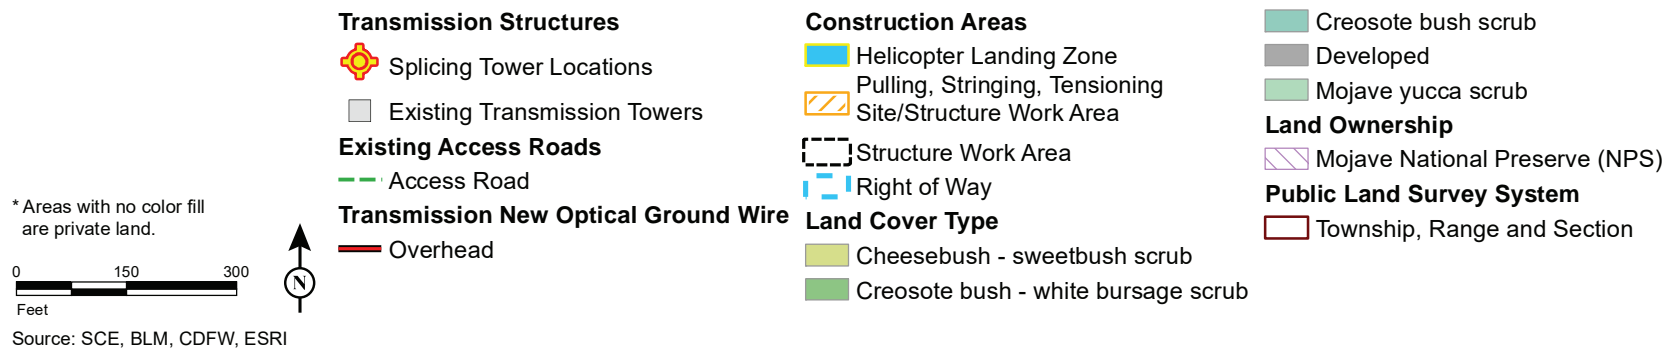 * Areas with no color fill
are private land.
0 150 300
Feet
N
Source: SCE, BLM, CDFW, ESRI
Transmission Structures
Splicing Tower Locations
Existing Transmission Towers
Existing Access Roads
Access Road
Transmission New Optical Ground Wire
Overhead
Construction Areas
Helicopter Landing Zone
Pulling, Stringing, Tensioning
Site/Structure Work Area
Structure Work Area
Right of Way
Land Cover Type
Cheesebush - sweetbush scrub
Creosote bush - white bursage scrub
Creosote bush scrub
Developed
Mojave yucca scrub
Land Ownership
Mojave National Preserve (NPS)
Public Land Survey System
Township, Range and Section